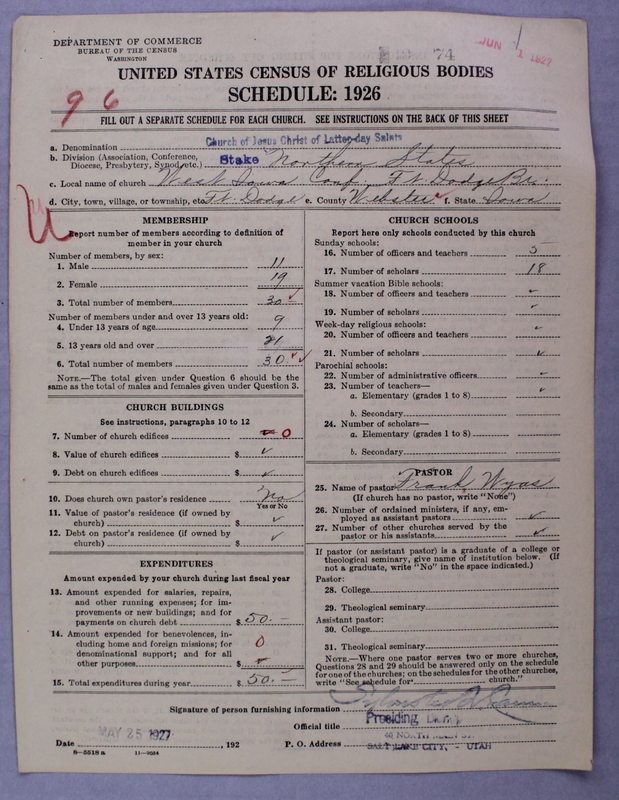 DEPARTMENT OF COMMERCE
BUREAU OF THE CENSUS
WASHINGTON
74
JUN 1 1927
UNITED STATES CENSUS OF RELIGIOUS BODIES
SCHEDULE: 1926
96
FILL OUT A SEPARATE SCHEDULE FOR EACH CHURCH. SEE INSTRUCTIONS ON THE BACK OF THIS SHEET
a. Denomination Church of Jesus Christ of Latter-day Saints
b. Division (Association, Conference, Diocese, Presbytery, Synod, etc.) Stake Northern States
c. Local name of church West Iowa Conf. Ft. Dodge Br.
d. City, town, village, or township, etc. Ft. Dodge e. County Webster f. State Iowa
MEMBERSHIP
Report number of members according to definition of
member in your church
Number of members, by sex:
1. Male 11
2. Female 19
3. Total number of members 30
Number of members under and over 13 years old:
4. Under 13 years of age 9
5. 13 years old and over 21
6. Total number of members 30
NOTE.—The total given under Question 6 should be the
same as the total of males and females given under Question 3.
CHURCH BUILDINGS
See instructions, paragraphs 10 to 12
7. Number of church edifices 0
8. Value of church edifices $
9. Debt on church edifices $
10. Does church own pastor's residence No
Yes or No
11. Value of pastor's residence (if owned by
church) $
12. Debt on pastor's residence (if owned by
church) $
EXPENDITURES
Amount expended by your church during last fiscal year
13. Amount expended for salaries, repairs,
and other running expenses; for im-
provements or new buildings; and for
payments on church debt $ 50.—
14. Amount expended for benevolences, in-
cluding home and foreign missions; for
denominational support; and for all
other purposes $ 0
15. Total expenditures during year $ 50.—
CHURCH SCHOOLS
Report here only schools conducted by this church
Sunday schools:
16. Number of officers and teachers 5
17. Number of scholars 18
Summer vacation Bible schools:
18. Number of officers and teachers
19. Number of scholars
Week-day religious schools:
20. Number of officers and teachers
21. Number of scholars
Parochial schools:
22. Number of administrative officers
23. Number of teachers—
a. Elementary (grades 1 to 8)
b. Secondary
24. Number of scholars—
a. Elementary (grades 1 to 8)
b. Secondary
PASTOR
25. Name of pastor Frank
(If church has no pastor, write "None")
26. Number of ordained ministers, if any, em-
ployed as assistant pastors
27. Number of other churches served by the
pastor or his assistants
If pastor (or assistant pastor) is a graduate of a college or
theological seminary, give name of institution below. (If
not a graduate, write "No" in the space indicated.)
Pastor:
28. College
29. Theological seminary
Assistant pastor:
30. College
31. Theological seminary
NOTE.—Where one pastor serves two or more churches,
Questions 28 and 29 should be answered only on the schedule
for one of the churches; on the schedules for the other churches,
write "See schedule for church."
Signature of person furnishing information
Official title Presiding
Date MAY 25 1927, 192 P. O. Address 40 NORTH MAIN ST.
SALT LAKE CITY, - UTAH
8—5518 a 11—9024